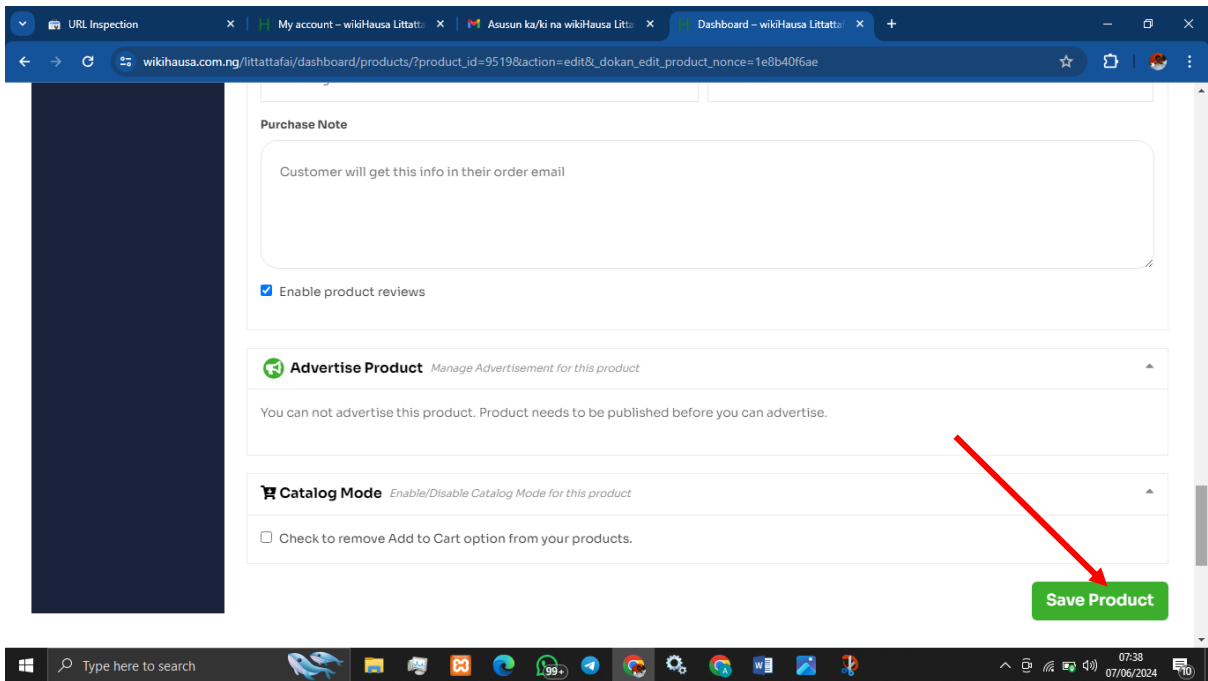 URL Inspection
My account – wikiHausa Littatta
Asusun ka/ki na wikiHausa Litta
Dashboard – wikiHausa Littattaf
wikihausa.com.ng/littattafai/dashboard/products/?product_id=9519&action=edit&_dokan_edit_product_nonce=1e8b40f6ae
Purchase Note
Customer will get this info in their order email
Enable product reviews
Advertise Product Manage Advertisement for this product
You can not advertise this product. Product needs to be published before you can advertise.
Catalog Mode Enable/Disable Catalog Mode for this product
Check to remove Add to Cart option from your products.
Save Product
Type here to search
99+
07:38
07/06/2024
10